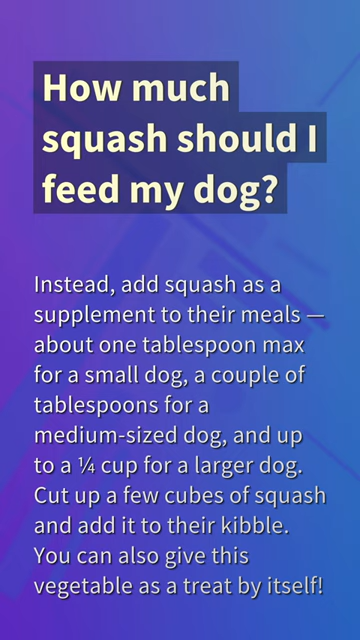 How much
squash should I
feed my dog?
Instead, add squash as a
supplement to their meals —
about one tablespoon max
for a small dog, a couple of
tablespoons for a
medium-sized dog, and up
to a ¼ cup for a larger dog.
Cut up a few cubes of squash
and add it to their kibble.
You can also give this
vegetable as a treat by itself!